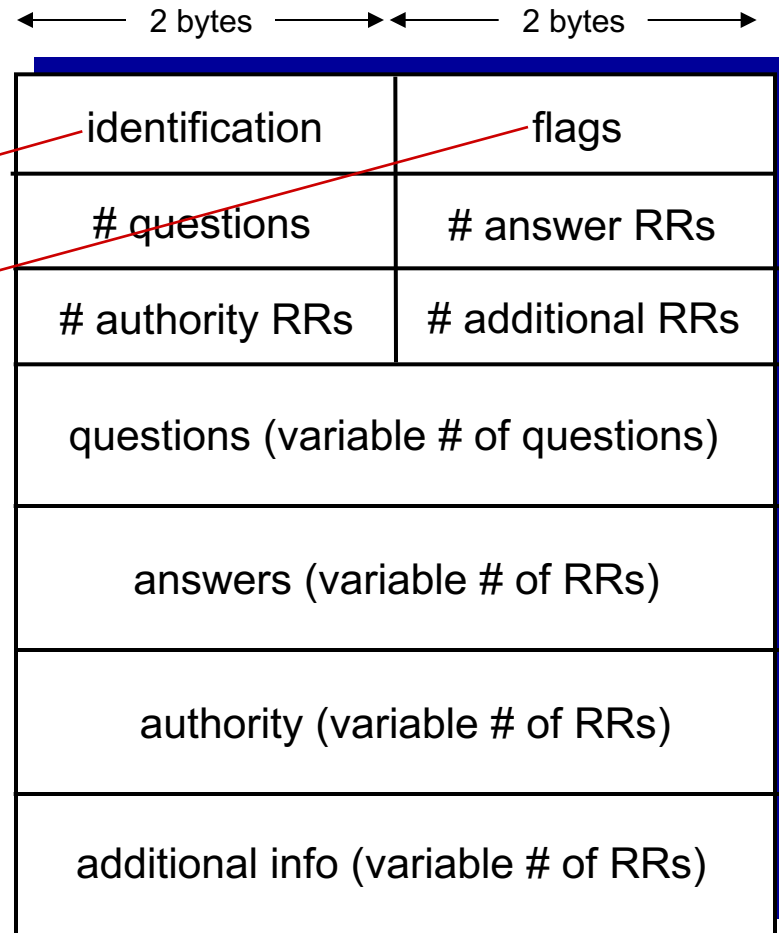 2 bytes 2 bytes
identification flags
# questions # answer RRs
# authority RRs # additional RRs
questions (variable # of questions)
answers (variable # of RRs)
authority (variable # of RRs)
additional info (variable # of RRs)